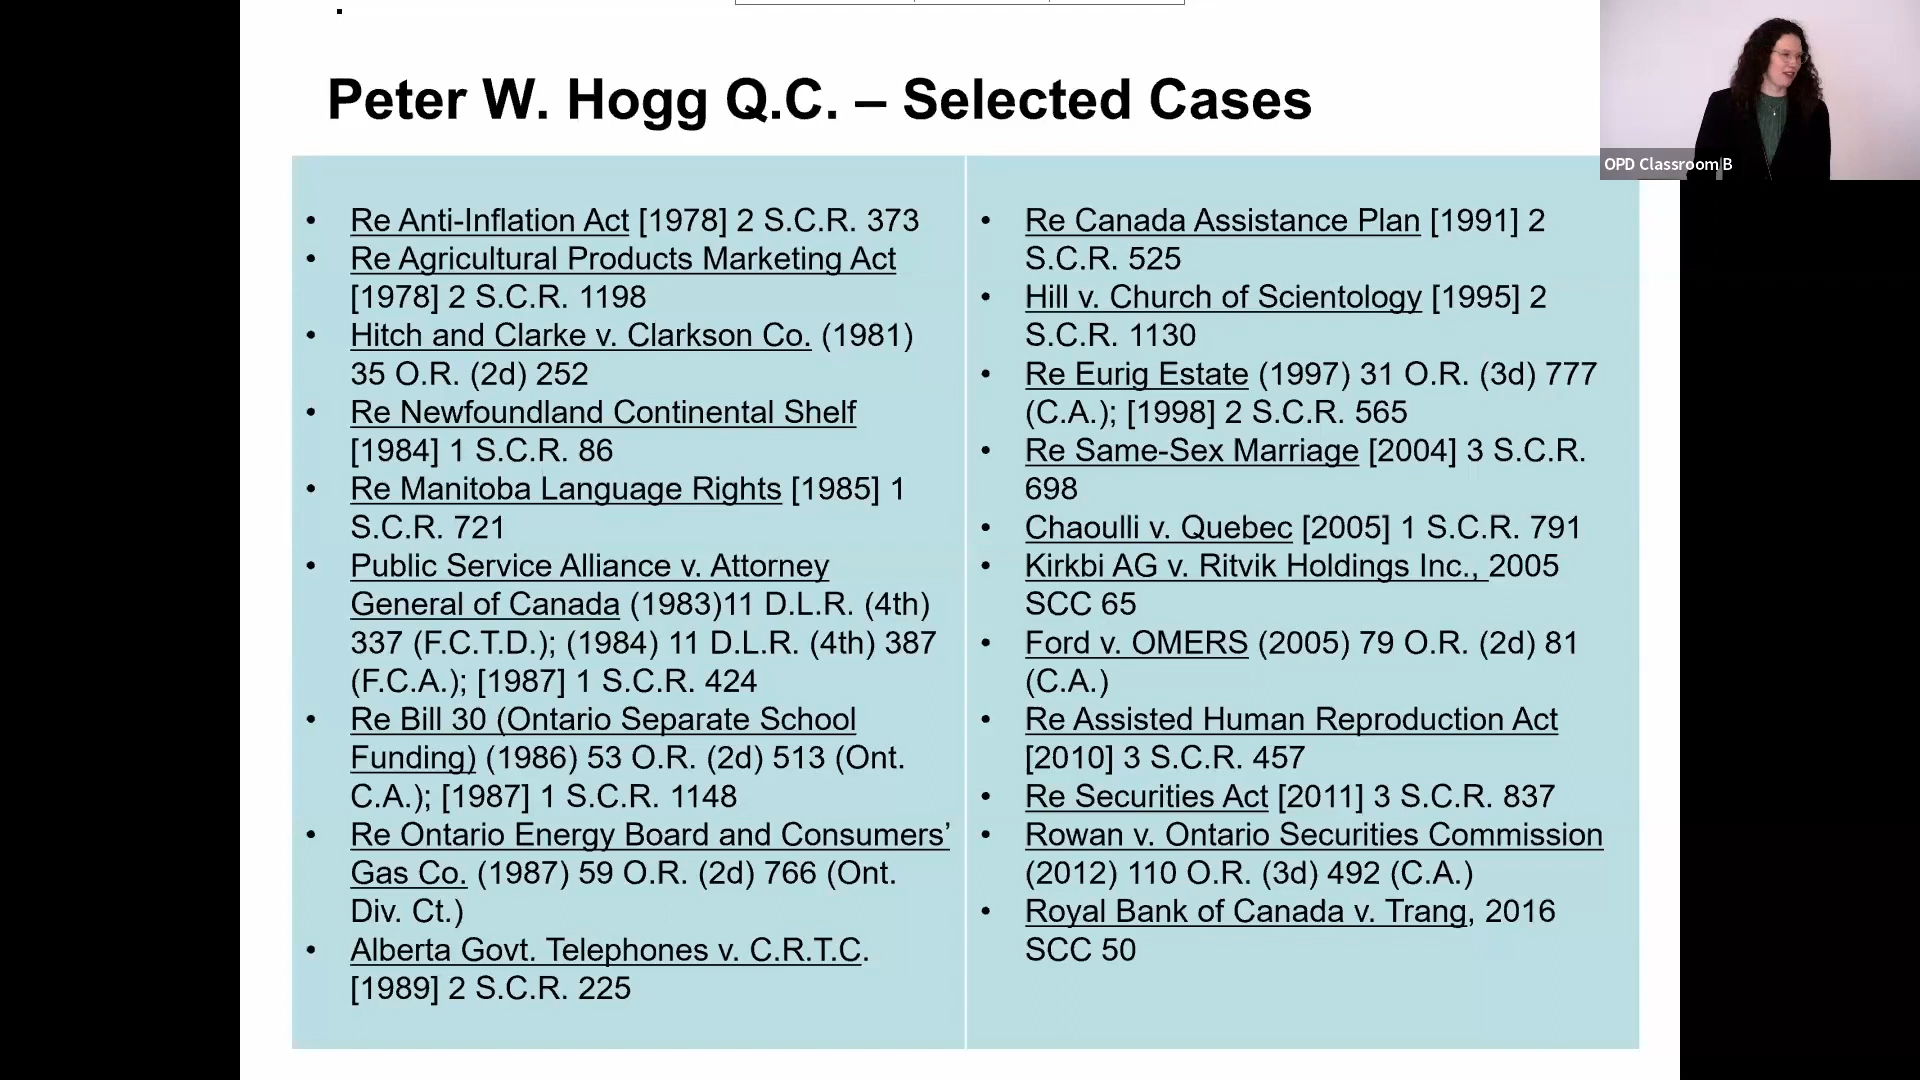 Peter W. Hogg Q.C. – Selected Cases
• Re Anti-Inflation Act [1978] 2 S.C.R. 373
• Re Agricultural Products Marketing Act
[1978] 2 S.C.R. 1198
• Hitch and Clarke v. Clarkson Co. (1981)
35 O.R. (2d) 252
• Re Newfoundland Continental Shelf
[1984] 1 S.C.R. 86
• Re Manitoba Language Rights [1985] 1
S.C.R. 721
• Public Service Alliance v. Attorney
General of Canada (1983)11 D.L.R. (4th)
337 (F.C.T.D.); (1984) 11 D.L.R. (4th) 387
(F.C.A.); [1987] 1 S.C.R. 424
• Re Bill 30 (Ontario Separate School
Funding) (1986) 53 O.R. (2d) 513 (Ont.
C.A.); [1987] 1 S.C.R. 1148
• Re Ontario Energy Board and Consumers’
Gas Co. (1987) 59 O.R. (2d) 766 (Ont.
Div. Ct.)
• Alberta Govt. Telephones v. C.R.T.C.
[1989] 2 S.C.R. 225
• Re Canada Assistance Plan [1991] 2
S.C.R. 525
• Hill v. Church of Scientology [1995] 2
S.C.R. 1130
• Re Eurig Estate (1997) 31 O.R. (3d) 777
(C.A.); [1998] 2 S.C.R. 565
• Re Same-Sex Marriage [2004] 3 S.C.R.
698
• Chaoulli v. Quebec [2005] 1 S.C.R. 791
• Kirkbi AG v. Ritvik Holdings Inc., 2005
SCC 65
• Ford v. OMERS (2005) 79 O.R. (2d) 81
(C.A.)
• Re Assisted Human Reproduction Act
[2010] 3 S.C.R. 457
• Re Securities Act [2011] 3 S.C.R. 837
• Rowan v. Ontario Securities Commission
(2012) 110 O.R. (3d) 492 (C.A.)
• Royal Bank of Canada v. Trang, 2016
SCC 50
OPD Classroom B